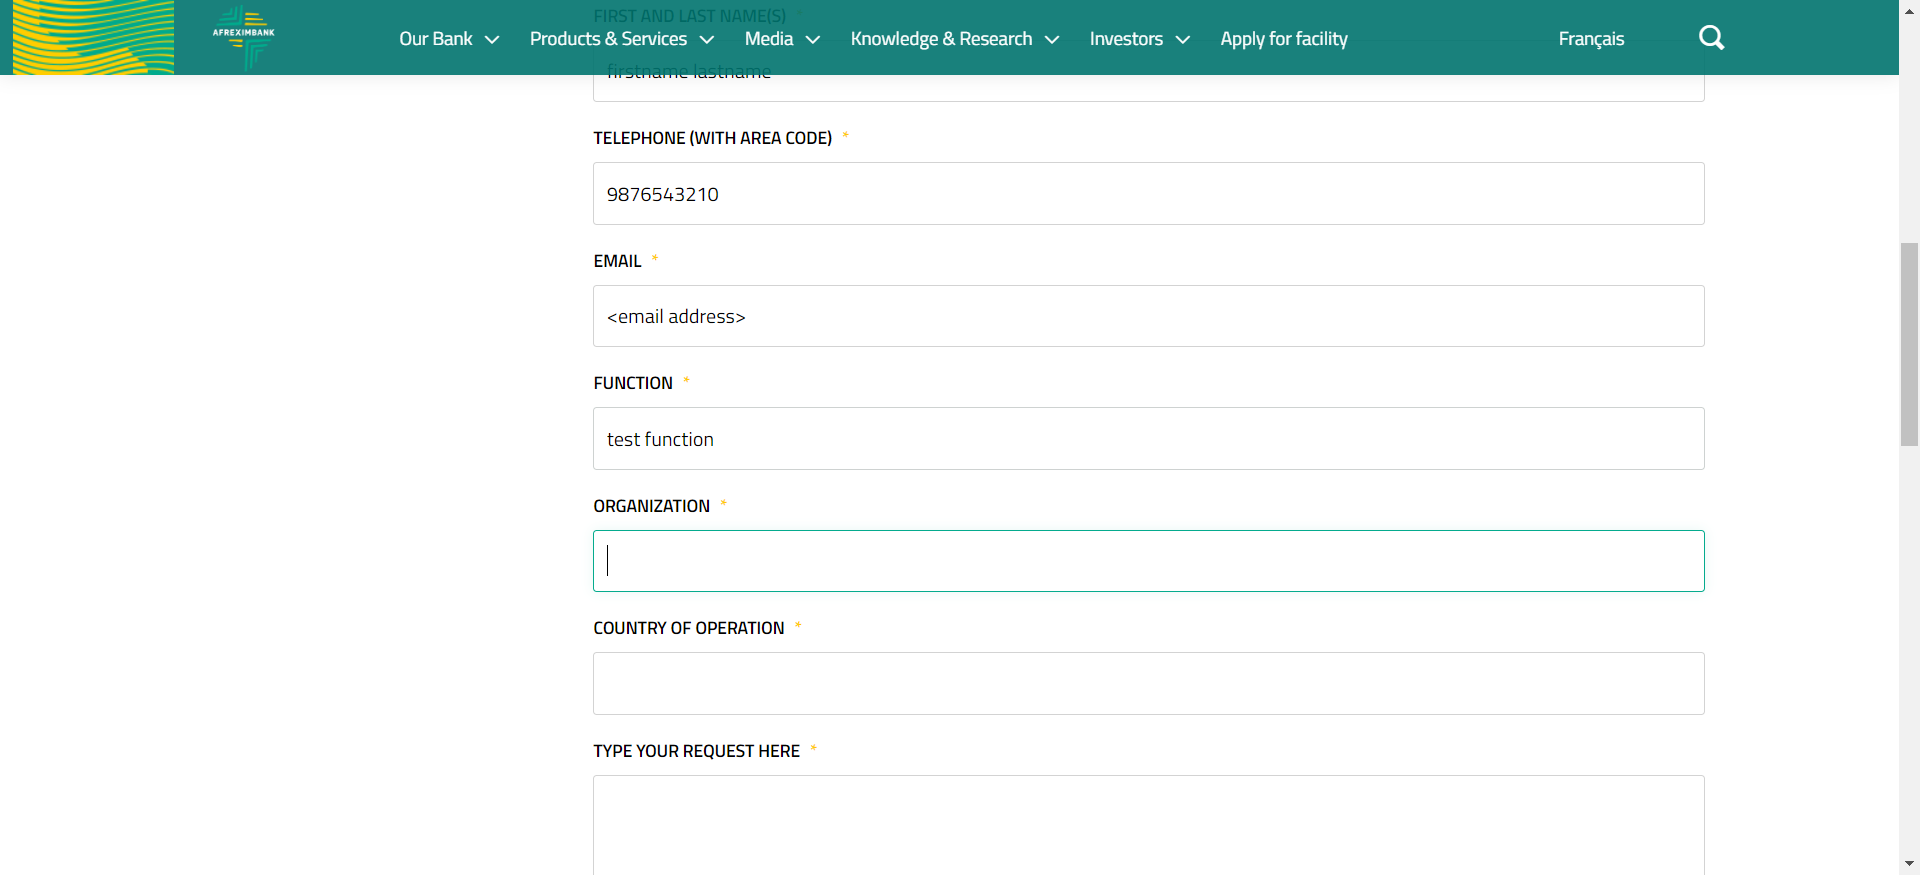 FIRST AND LAST NAME(S) *
AFREXIMBANK
Our Bank Products & Services Media Knowledge & Research Investors Apply for facility Français
firstname lastname
TELEPHONE (WITH AREA CODE) *
9876543210
EMAIL *
<email address>
FUNCTION *
test function
ORGANIZATION *
COUNTRY OF OPERATION *
TYPE YOUR REQUEST HERE *